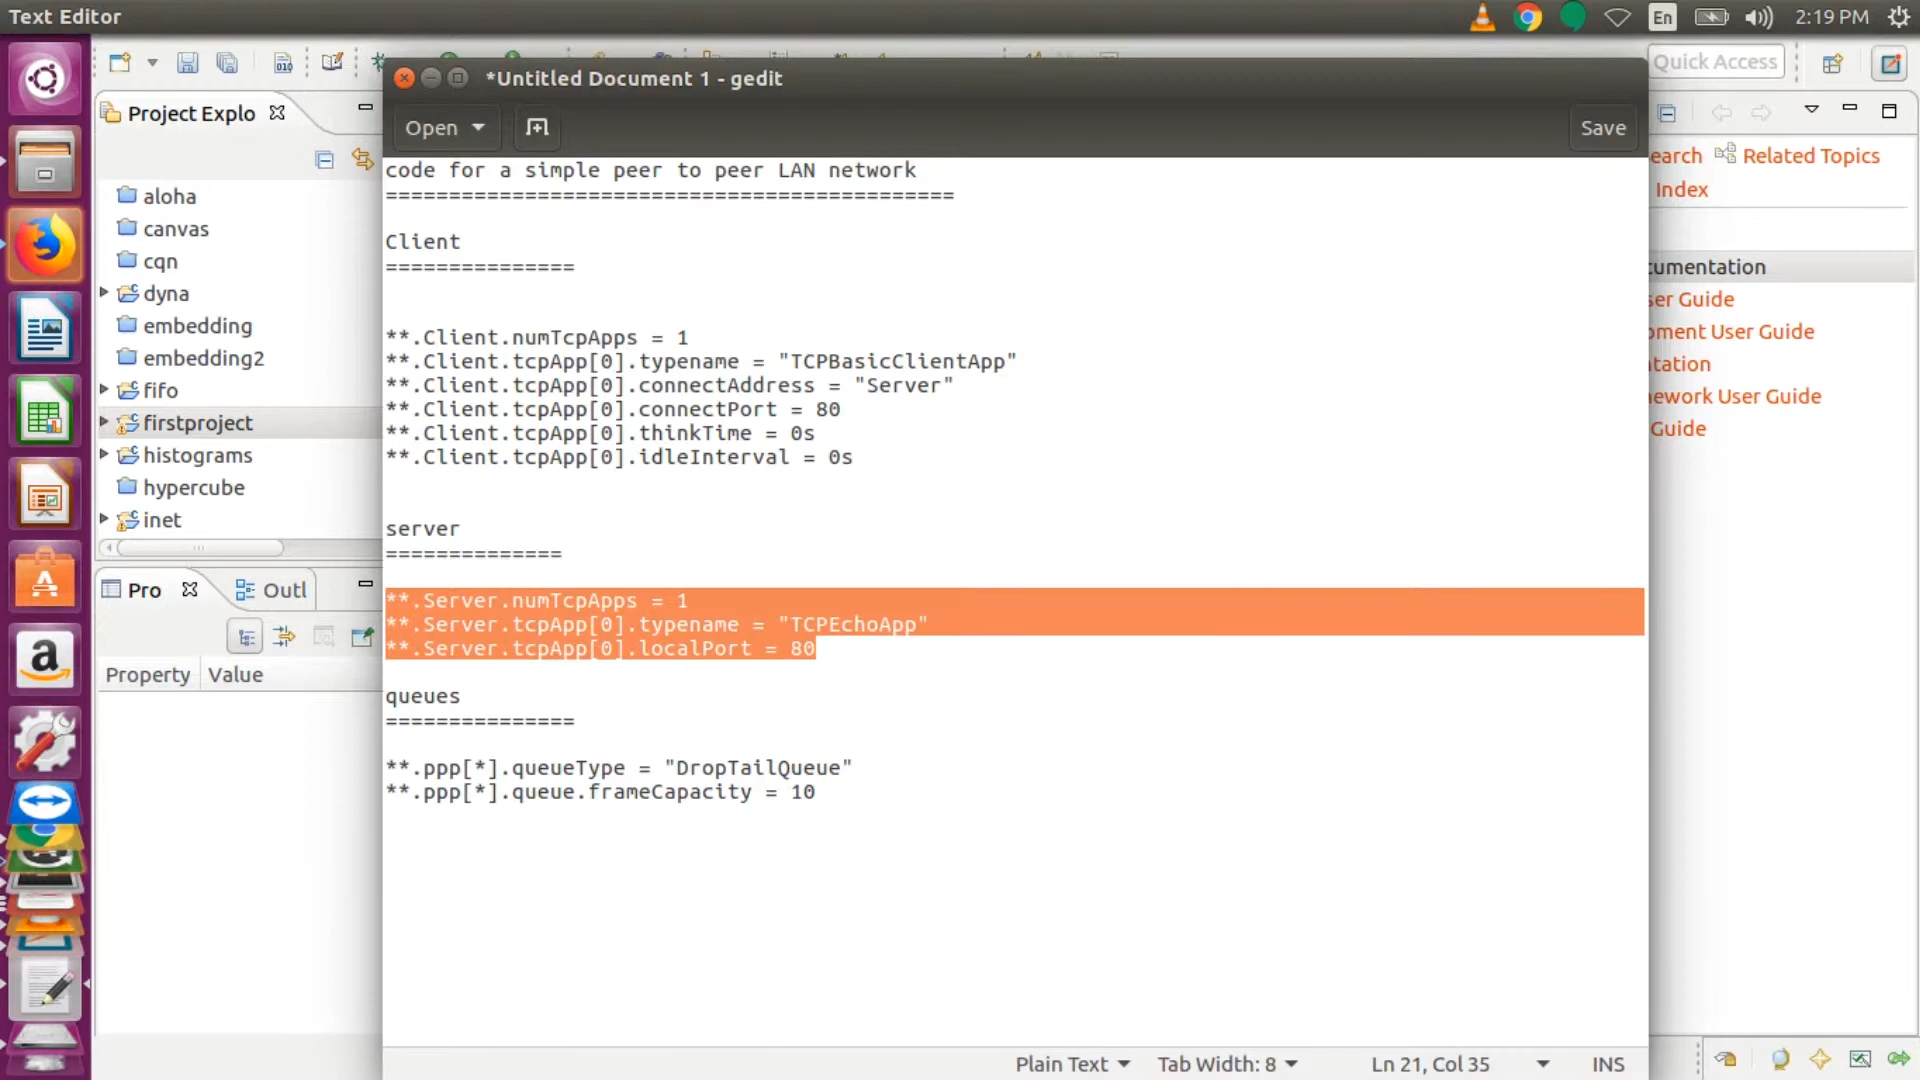 Text Editor
En
2:19 PM
Quick Access
*Untitled Document 1 - gedit
Project Explo
Open
Save
earch
Related Topics
Index
code for a simple peer to peer LAN network
=============================================
Client
===============
**.Client.numTcpApps = 1
**.Client.tcpApp[0].typename = "TCPBasicClientApp"
**.Client.tcpApp[0].connectAddress = "Server"
**.Client.tcpApp[0].connectPort = 80
**.Client.tcpApp[0].thinkTime = 0s
**.Client.tcpApp[0].idleInterval = 0s
server
==============
**.Server.numTcpApps = 1
**.Server.tcpApp[0].typename = "TCPEchoApp"
**.Server.tcpApp[0].localPort = 80
queues
===============
**.ppp[*].queueType = "DropTailQueue"
**.ppp[*].queue.frameCapacity = 10
aloha
canvas
cqn
dyna
embedding
embedding2
fifo
firstproject
histograms
hypercube
inet
Pro
Outl
Property
Value
umentation
ser Guide
oment User Guide
tation
ework User Guide
Guide
Plain Text
Tab Width: 8
Ln 21, Col 35
INS